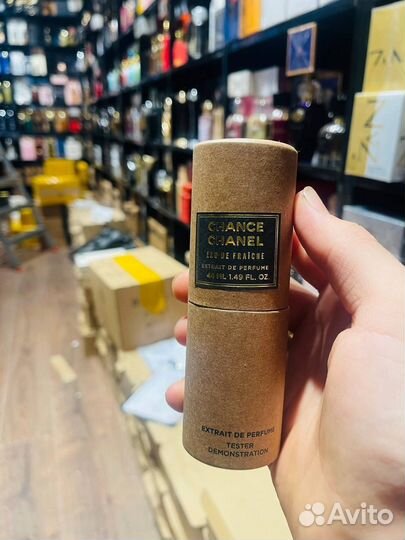 CHANCE
CHANEL
EAU DE FRAÎCHE
EXTRAIT DE PERFUME
44 ML 1.49 FL. OZ.
EXTRAIT DE PERFUME
TESTER
DEMONSTRATION
Avito